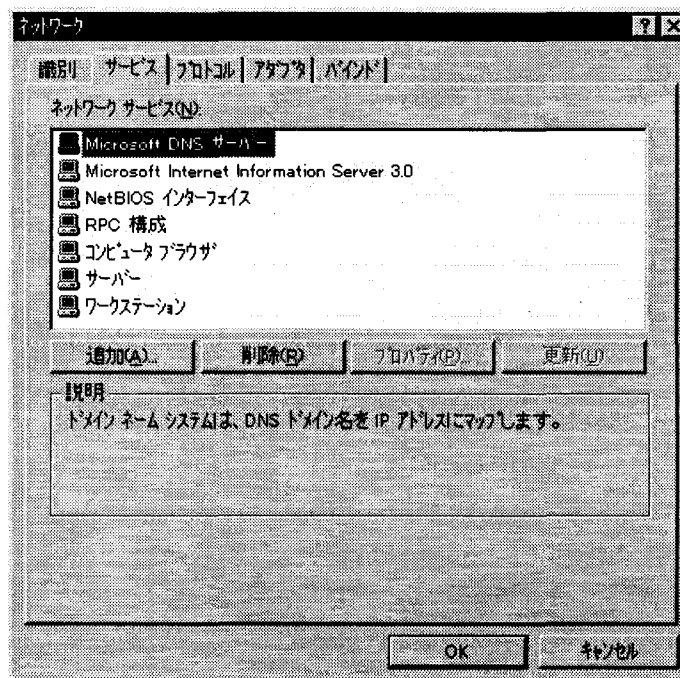 ﾈｯﾄﾜｰｸ
識別 ｻｰﾋﾞｽ ﾌﾟﾛﾄｺﾙ ｱﾀﾞﾌﾟﾀ ﾊﾞｲﾝﾄﾞ
ﾈｯﾄﾜｰｸ ｻｰﾋﾞｽ(N):
Microsoft DNS ｻｰﾊﾞｰ
Microsoft Internet Information Server 3.0
NetBIOS ｲﾝﾀｰﾌｪｲｽ
RPC 構成
ｺﾝﾋﾟｭｰﾀ ﾌﾞﾗｳｻﾞ
ｻｰﾊﾞｰ
ﾜｰｸｽﾃｰｼｮﾝ
追加(A)... 削除(R) ﾌﾟﾛﾊﾟﾃｨ(P)... 更新(U)
説明
ﾄﾞﾒｲﾝ ﾈｰﾑ ｼｽﾃﾑは、DNS ﾄﾞﾒｲﾝ名を IP ｱﾄﾞﾚｽにﾏｯﾌﾟします。
OK ｷｬﾝｾﾙ